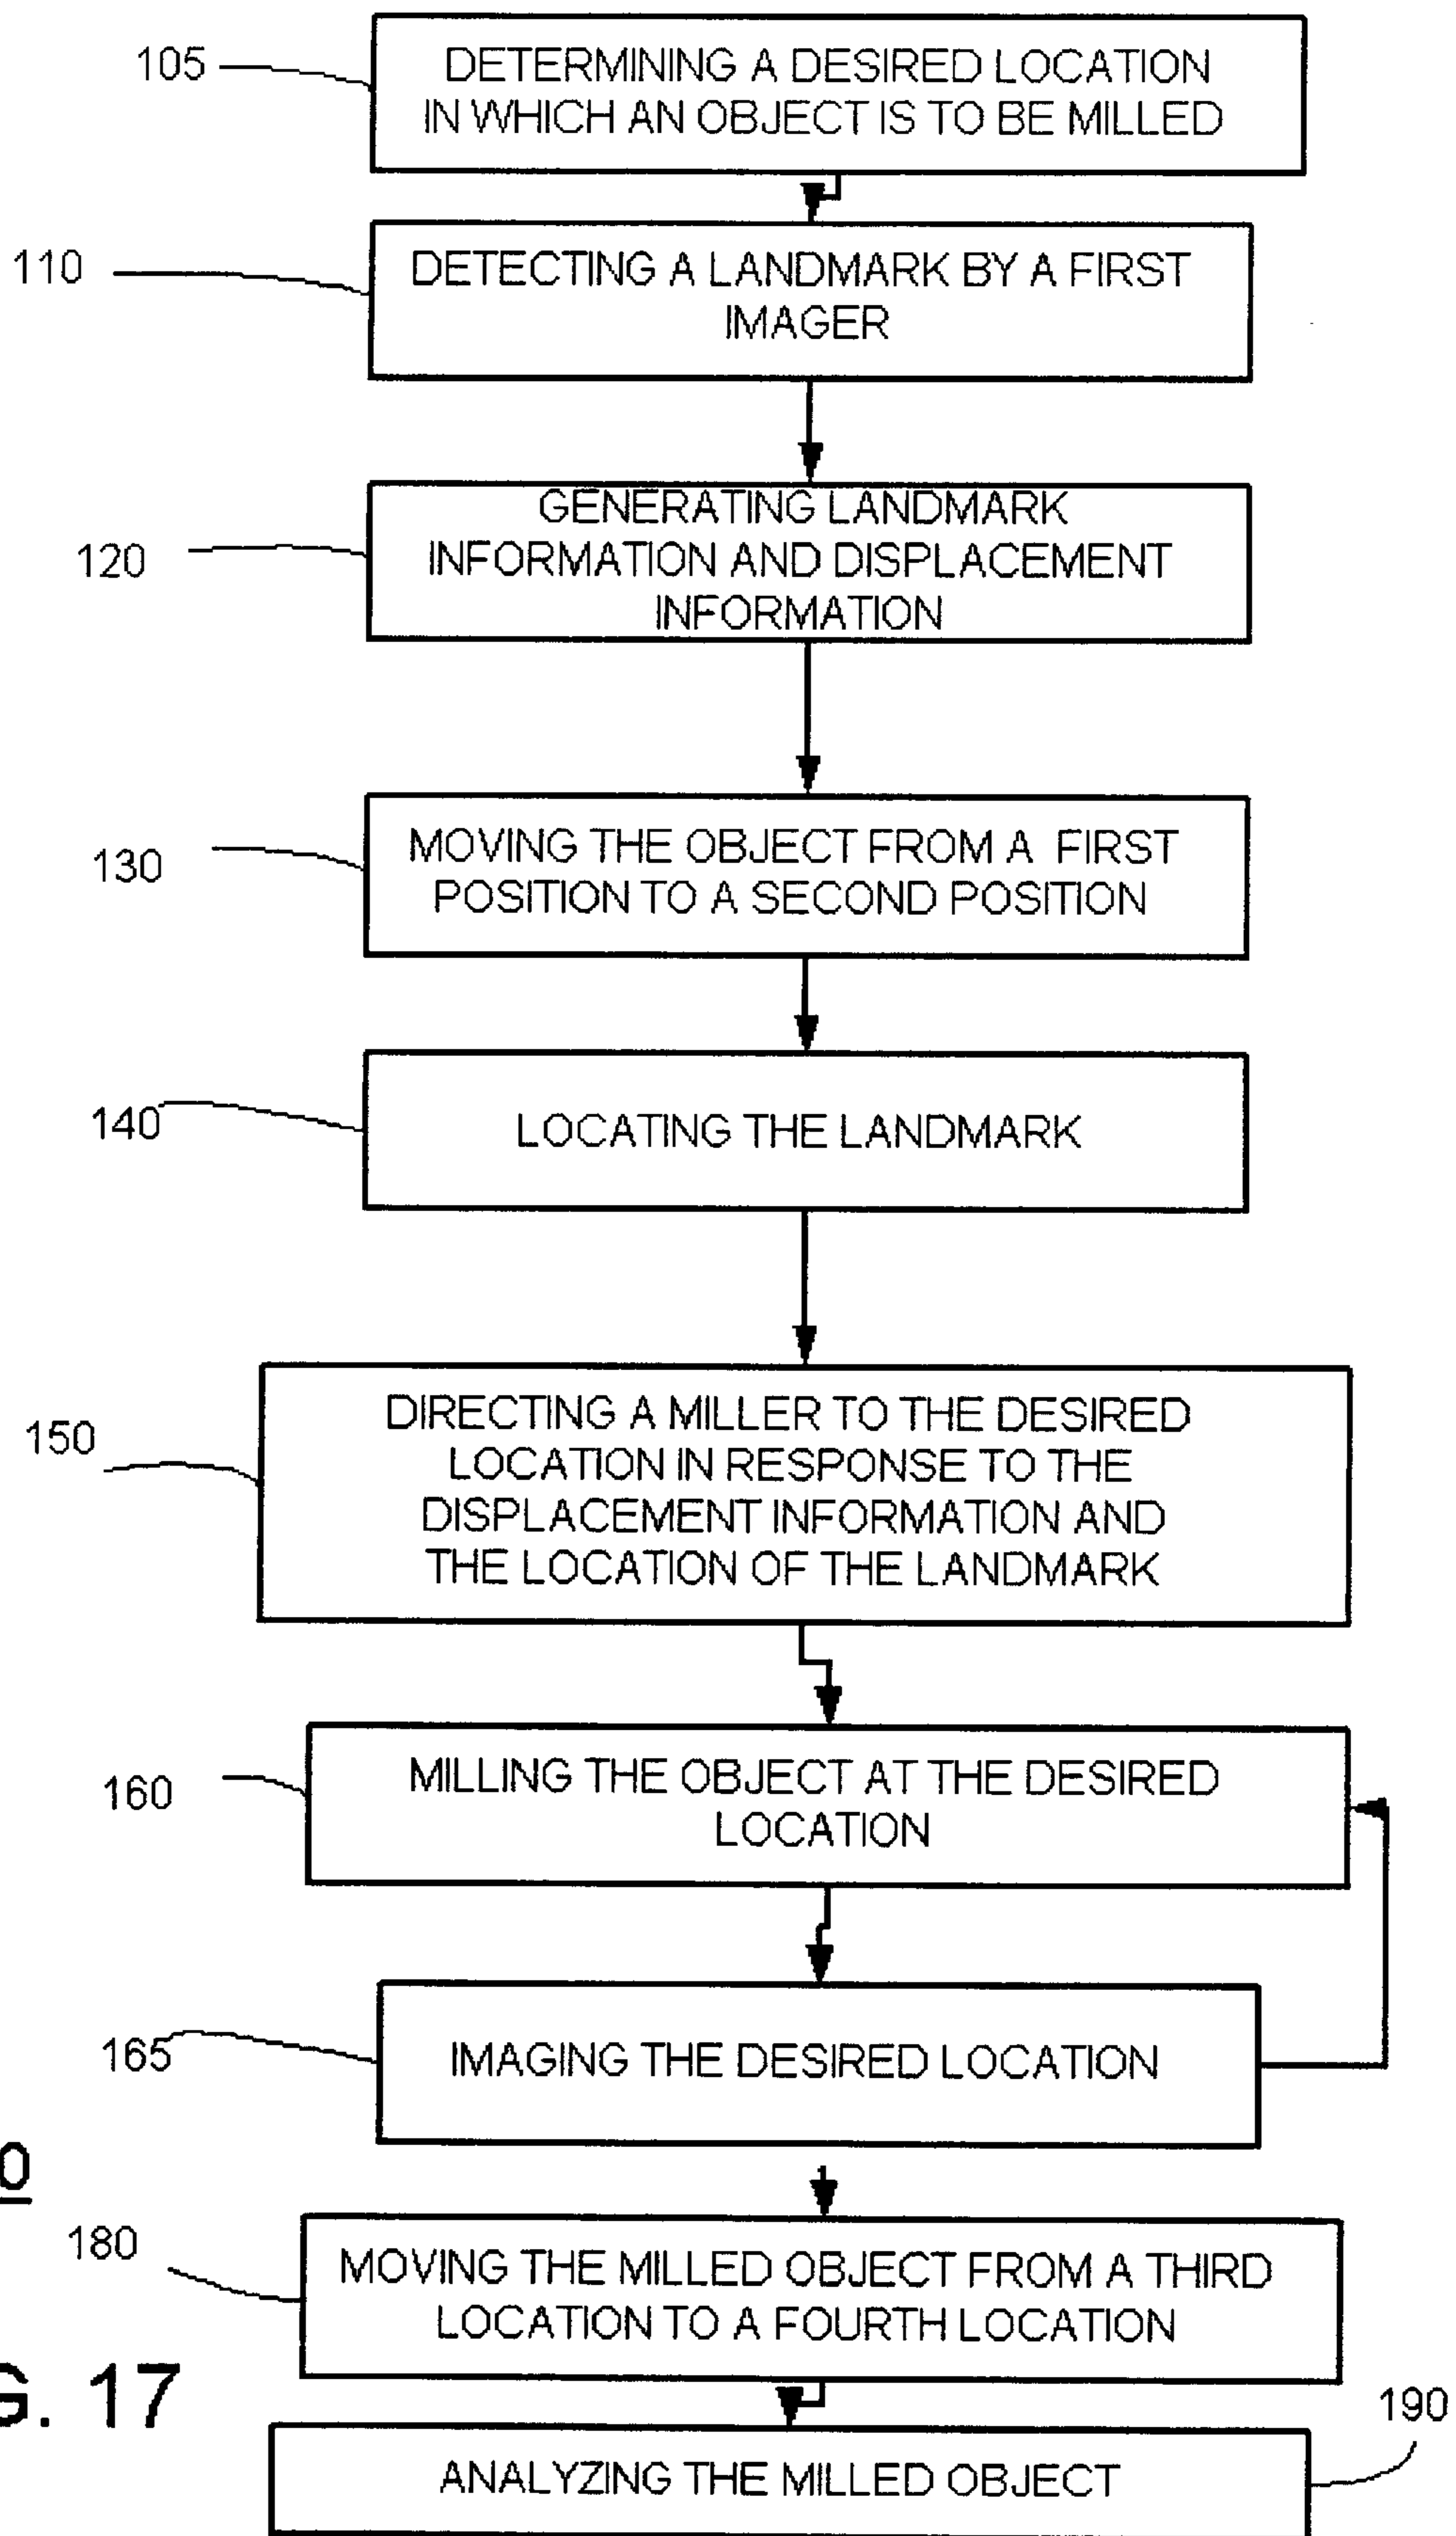 105
DETERMINING A DESIRED LOCATION
IN WHICH AN OBJECT IS TO BE MILLED
110
DETECTING A LANDMARK BY A FIRST
IMAGER
120
GENERATING LANDMARK
INFORMATION AND DISPLACEMENT
INFORMATION
130
MOVING THE OBJECT FROM A FIRST
POSITION TO A SECOND POSITION
140
LOCATING THE LANDMARK
150
DIRECTING A MILLER TO THE DESIRED
LOCATION IN RESPONSE TO THE
DISPLACEMENT INFORMATION AND
THE LOCATION OF THE LANDMARK
160
MILLING THE OBJECT AT THE DESIRED
LOCATION
165
IMAGING THE DESIRED LOCATION
180
MOVING THE MILLED OBJECT FROM A THIRD
LOCATION TO A FOURTH LOCATION
G. 17
190
ANALYZING THE MILLED OBJECT